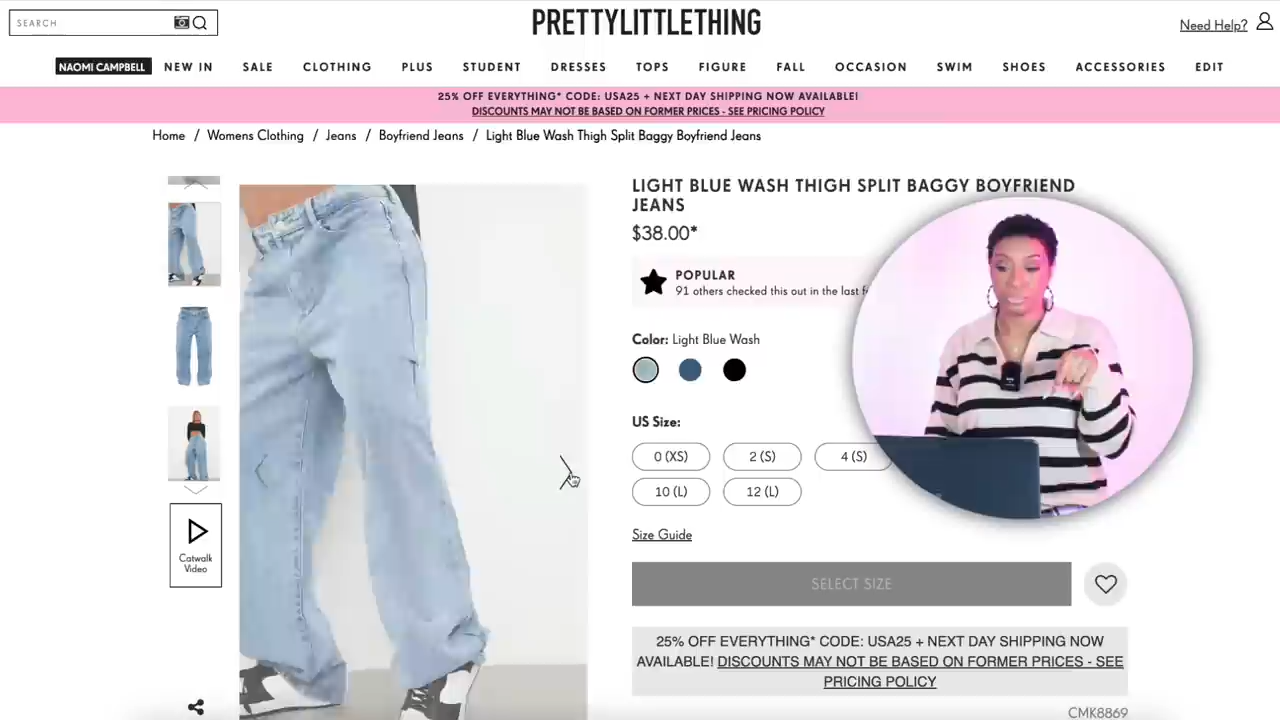 SEARCH
PRETTYLITTLETHING
Need Help?
NAOMI CAMPBELL NEW IN SALE CLOTHING PLUS STUDENT DRESSES TOPS FIGURE FALL OCCASION SWIM SHOES ACCESSORIES EDIT
25% OFF EVERYTHING* CODE: USA25 + NEXT DAY SHIPPING NOW AVAILABLE!
DISCOUNTS MAY NOT BE BASED ON FORMER PRICES - SEE PRICING POLICY
Home / Womens Clothing / Jeans / Boyfriend Jeans / Light Blue Wash Thigh Split Baggy Boyfriend Jeans
LIGHT BLUE WASH THIGH SPLIT BAGGY BOYFRIEND
JEANS
$38.00*
POPULAR
91 others checked this out in the last
Color: Light Blue Wash
US Size:
0 (XS) 2 (S) 4 (S)
10 (L) 12 (L)
Size Guide
Catwalk
Video
SELECT SIZE
25% OFF EVERYTHING* CODE: USA25 + NEXT DAY SHIPPING NOW
AVAILABLE! DISCOUNTS MAY NOT BE BASED ON FORMER PRICES - SEE
PRICING POLICY
CMK8869